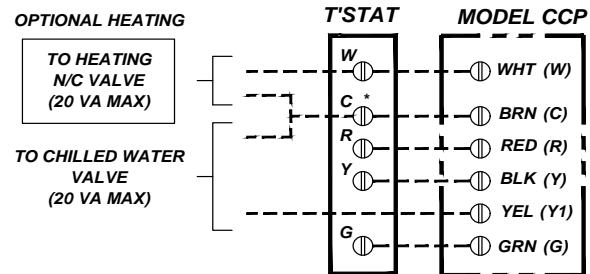 OPTIONAL HEATING
T'STAT
MODEL CCP
TO HEATING
N/C VALVE
(20 VA MAX)
TO CHILLED WATER
VALVE
(20 VA MAX)
W
C *
R
Y
G
WHT (W)
BRN (C)
RED (R)
BLK (Y)
YEL (Y1)
GRN (G)